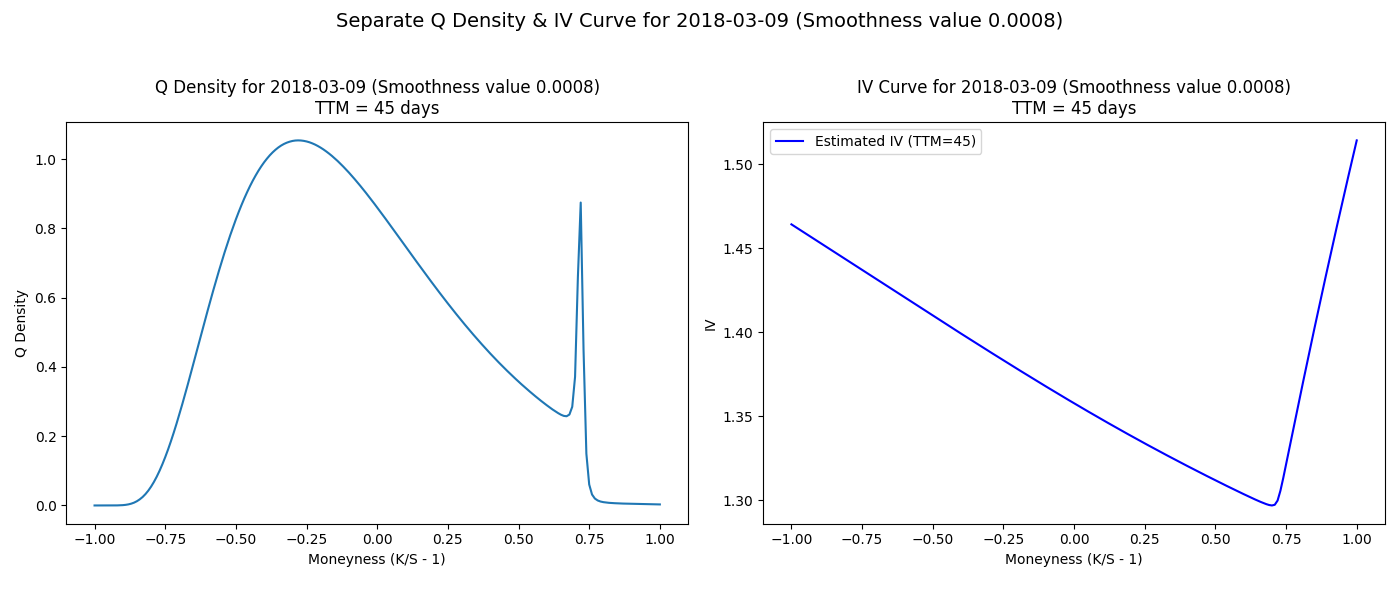 Separate Q Density & IV Curve for 2018-03-09 (Smoothness value 0.0008)
Q Density for 2018-03-09 (Smoothness value 0.0008)
TTM = 45 days
1.0
0.8
0.6
0.4
0.2
0.0
Q Density
−1.00
−0.75
−0.50
−0.25
0.00
0.25
0.50
0.75
1.00
Moneyness (K/S - 1)
IV Curve for 2018-03-09 (Smoothness value 0.0008)
TTM = 45 days
Estimated IV (TTM=45)
1.50
1.45
1.40
1.35
1.30
IV
−1.00
−0.75
−0.50
−0.25
0.00
0.25
0.50
0.75
1.00
Moneyness (K/S - 1)